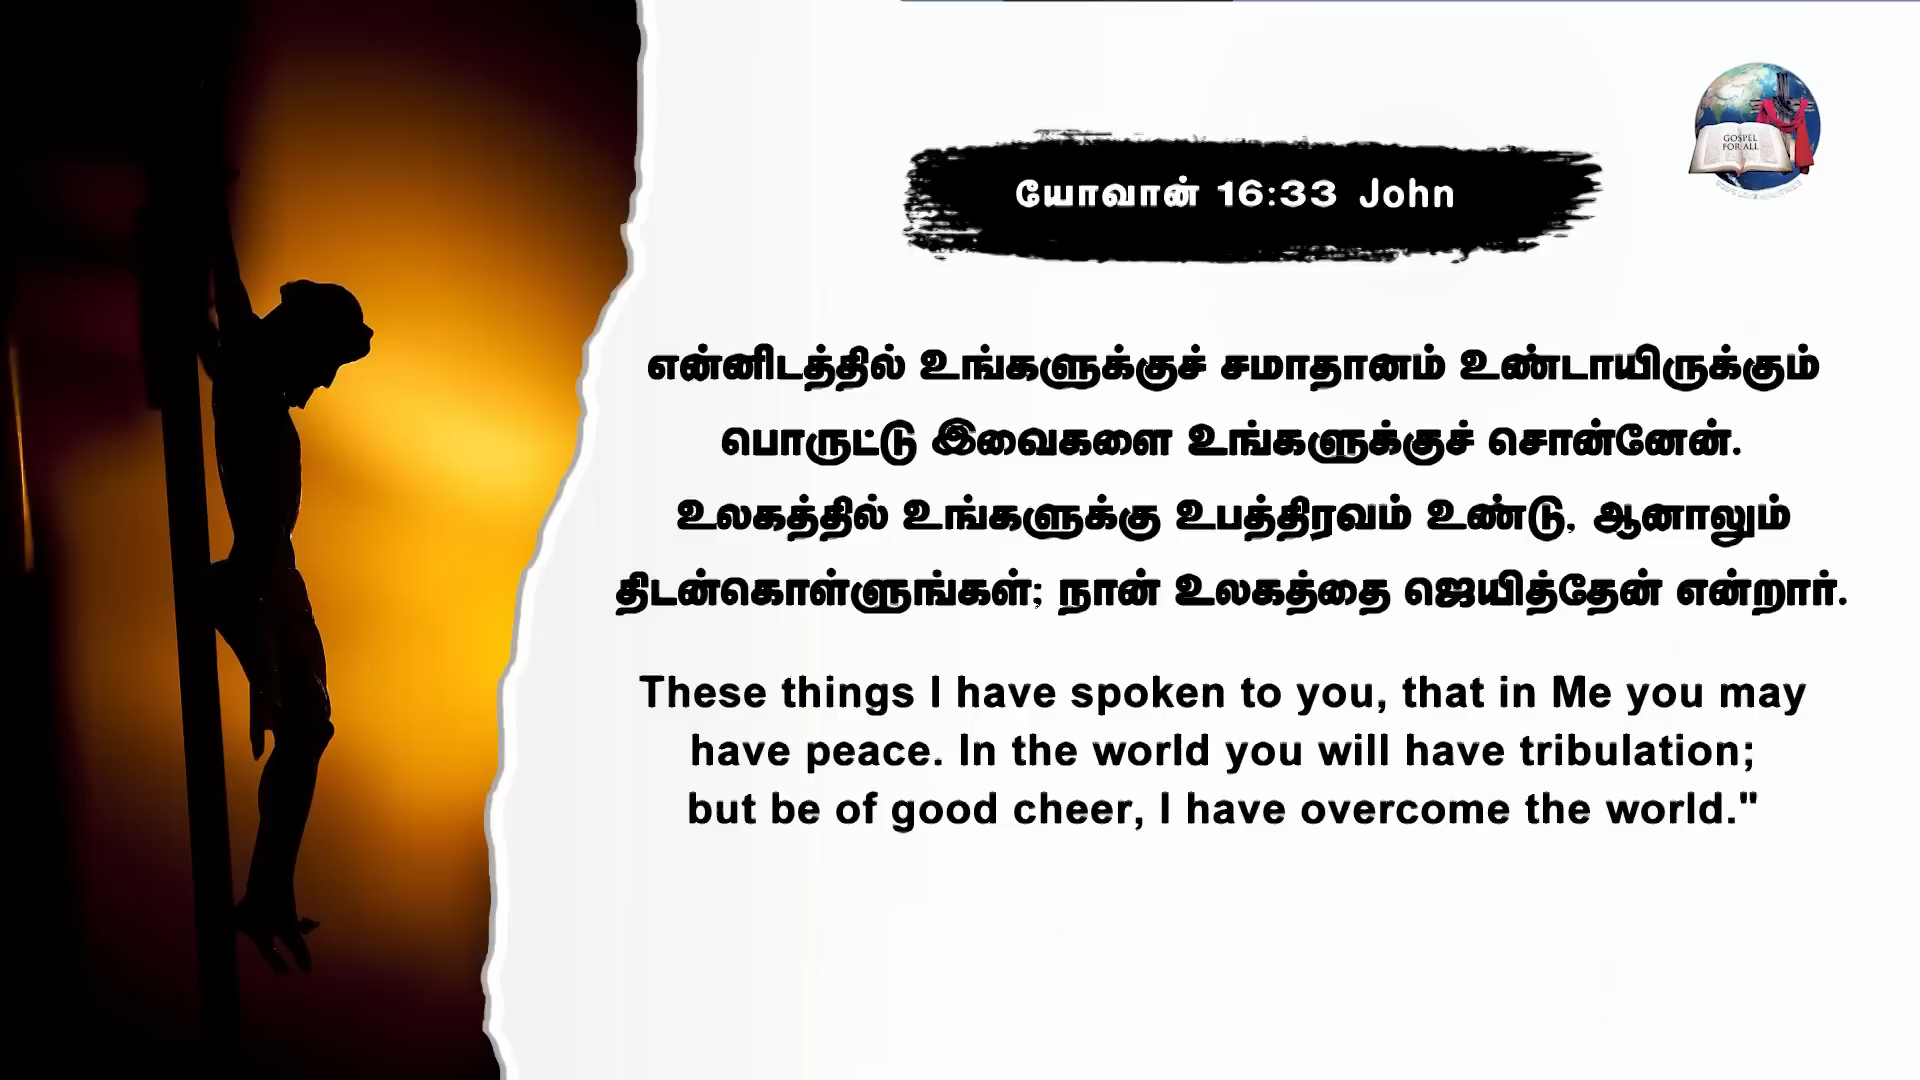 யோவான் 16:33 John
GOSPEL
FOR ALL
என்னிடத்தில் உங்களுக்குச் சமாதானம் உண்டாயிருக்கும்
பொருட்டு இவைகளை உங்களுக்குச் சொன்னேன்.
உலகத்தில் உங்களுக்கு உபத்திரவம் உண்டு, ஆனாலும்
திடன்கொள்ளுங்கள்; நான் உலகத்தை ஜெயித்தேன் என்றார்.
These things I have spoken to you, that in Me you may
have peace. In the world you will have tribulation;
but be of good cheer, I have overcome the world."